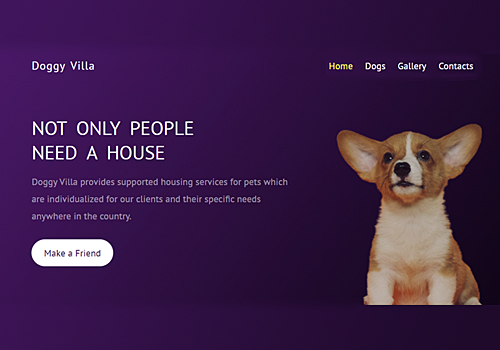 Doggy Villa
Home Dogs Gallery Contacts
NOT ONLY PEOPLE
NEED A HOUSE
Doggy Villa provides supported housing services for pets which
are individualized for our clients and their specific needs
anywhere in the country.
Make a Friend